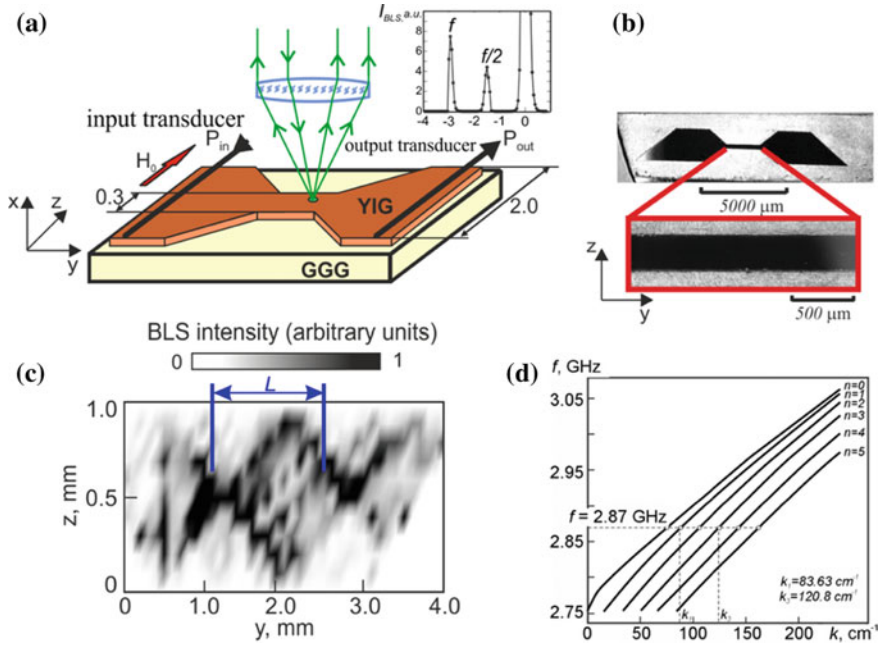 (a)
I_BLS, a.u.
8
6
4
2
0
f
f/2
-4 -3 -2 -1 0
input transducer
P_in
H_0
output transducer
P_out
0.3
2.0
YIG
GGG
x
z
y
(b)
5000 μm
z
y
500 μm
BLS intensity (arbitrary units)
0 1
(c)
L
1.0
0.5
0
z, mm
0 1.0 2.0 3.0 4.0
y, mm
(d)
f, GHz
n=0
n=1
n=2
n=3
n=4
n=5
3.05
2.95
f = 2.87 GHz
2.85
2.75
k_1=83.63 cm^-1
k_3=120.8 cm^-1
0 50 100 150 200 k, cm^-1